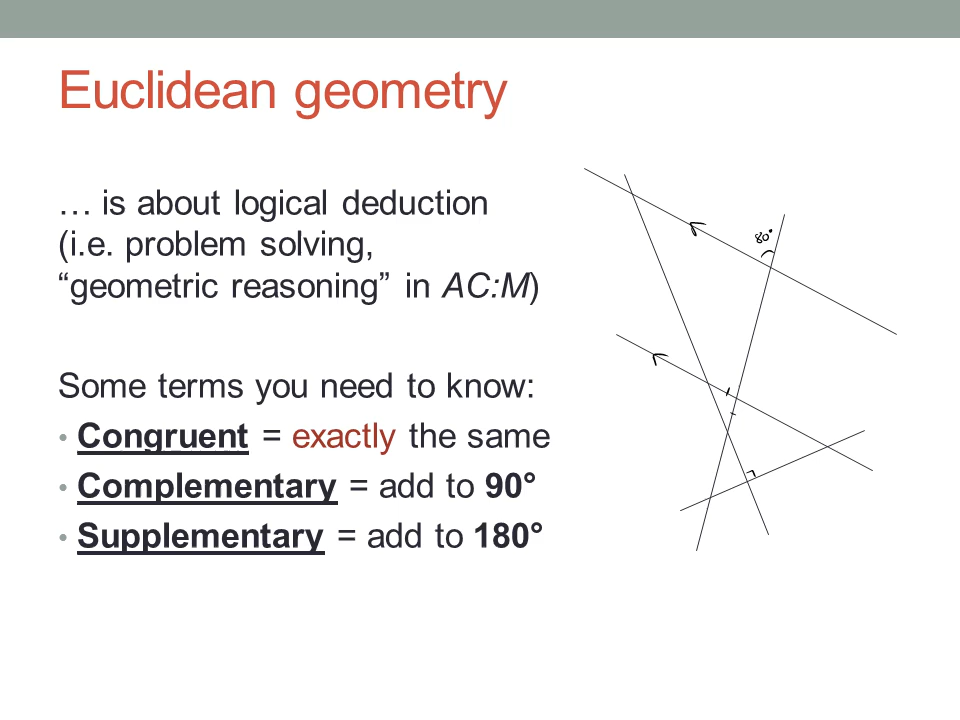 Euclidean geometry
… is about logical deduction
(i.e. problem solving,
“geometric reasoning” in AC:M)
Some terms you need to know:
• Congruent = exactly the same
• Complementary = add to 90°
• Supplementary = add to 180°
80°